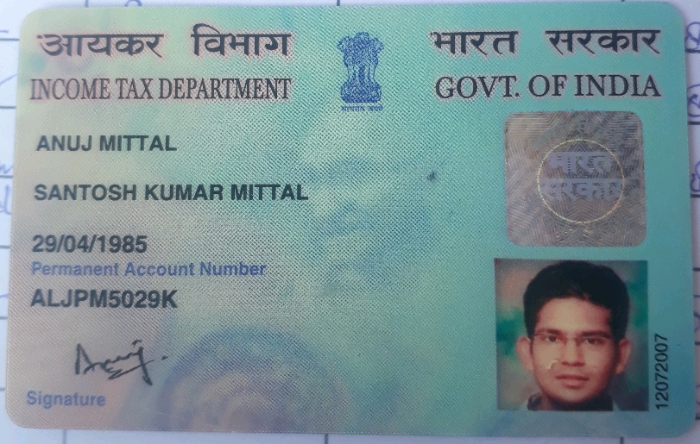 आयकर विभाग
भारत सरकार
INCOME TAX DEPARTMENT
GOVT. OF INDIA
सत्यमेव जयते
ANUJ MITTAL
भारत
सरकार
SANTOSH KUMAR MITTAL
29/04/1985
Permanent Account Number
ALJPM5029K
Anuj
Signature
12072007